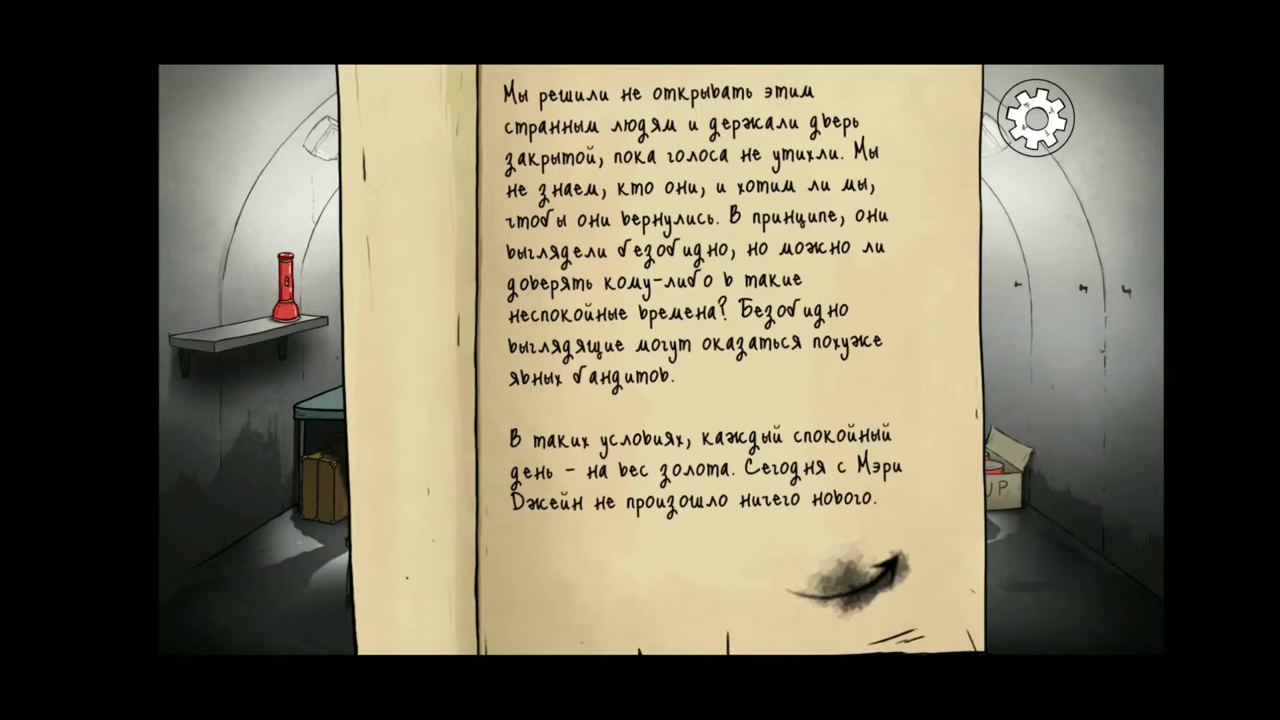 Мы решили не открывать этим
странным людям и держали дверь
закрытой, пока голоса не утихли. Мы
не знаем, кто они, и хотим ли мы,
чтобы они вернулись. В принципе, они
выглядели безобидно, но можно ли
доверять кому-либо в такие
неспокойные времена? Безобидно
выглядящие могут оказаться похуже
явных бандитов.
В таких условиях, каждый спокойный
день - на вес золота. Сегодня с Мэри
Джейн не произошло ничего нового.
UP